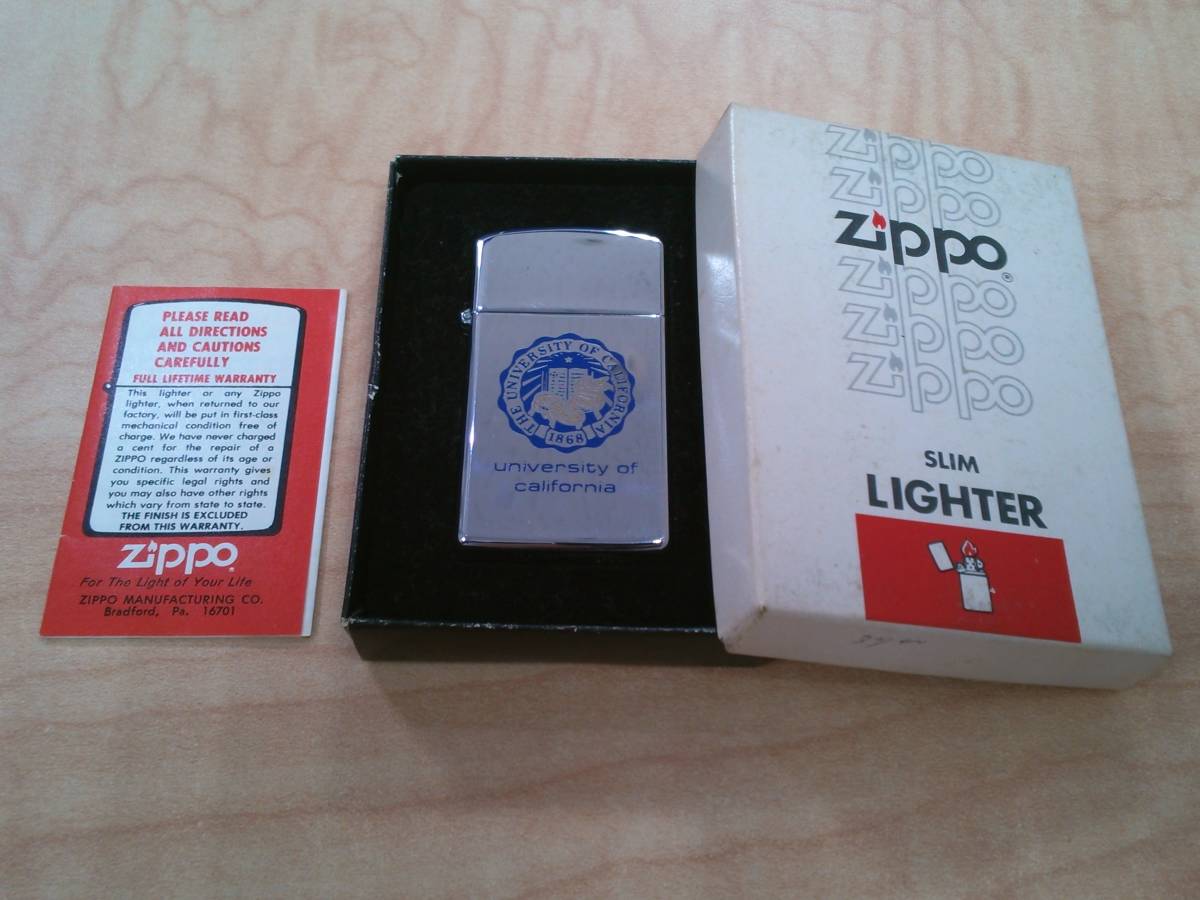 PLEASE READ
ALL DIRECTIONS
AND CAUTIONS
CAREFULLY
FULL LIFETIME WARRANTY
This lighter or any Zippo
lighter, when returned to our
factory, will be put in first-class
mechanical condition free of
charge. We have never charged
a cent for the repair of a
ZIPPO regardless of its age or
condition. This warranty gives
you specific legal rights and
you may also have other rights
which vary from state to state.
THE FINISH IS EXCLUDED
FROM THIS WARRANTY.
Zippo
For The Light of Your Life
ZIPPO MANUFACTURING CO.
Bradford, Pa. 16701
THE UNIVERSITY OF CALIFORNIA
1868
university of
california
Zippo
Zippo
Zippo®
Zippo
Zippo
Zippo
SLIM
LIGHTER